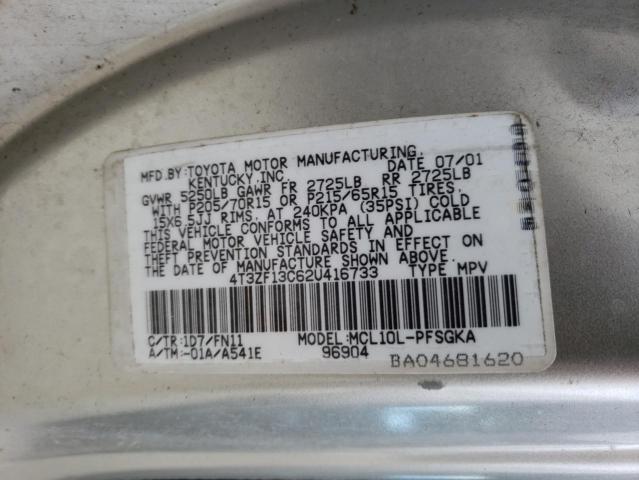 MFD.BY:TOYOTA MOTOR MANUFACTURING,
KENTUCKY,INC. DATE 07/01
GVWR 5250LB GAWR FR 2725LB RR 2725LB
WITH P205/70R15 OR P215/65R15 TIRES,
15X6.5JJ RIMS, AT 240KPA (35PSI) COLD
THIS VEHICLE CONFORMS TO ALL APPLICABLE
FEDERAL MOTOR VEHICLE SAFETY AND
THEFT PREVENTION STANDARDS IN EFFECT ON
THE DATE OF MANUFACTURE SHOWN ABOVE.
4T3ZF13C62U416733 TYPE MPV
C/TR:1D7/FN11 MODEL:MCL10L-PFSGKA
A/TM:-01A/A541E 96904
BA04681620